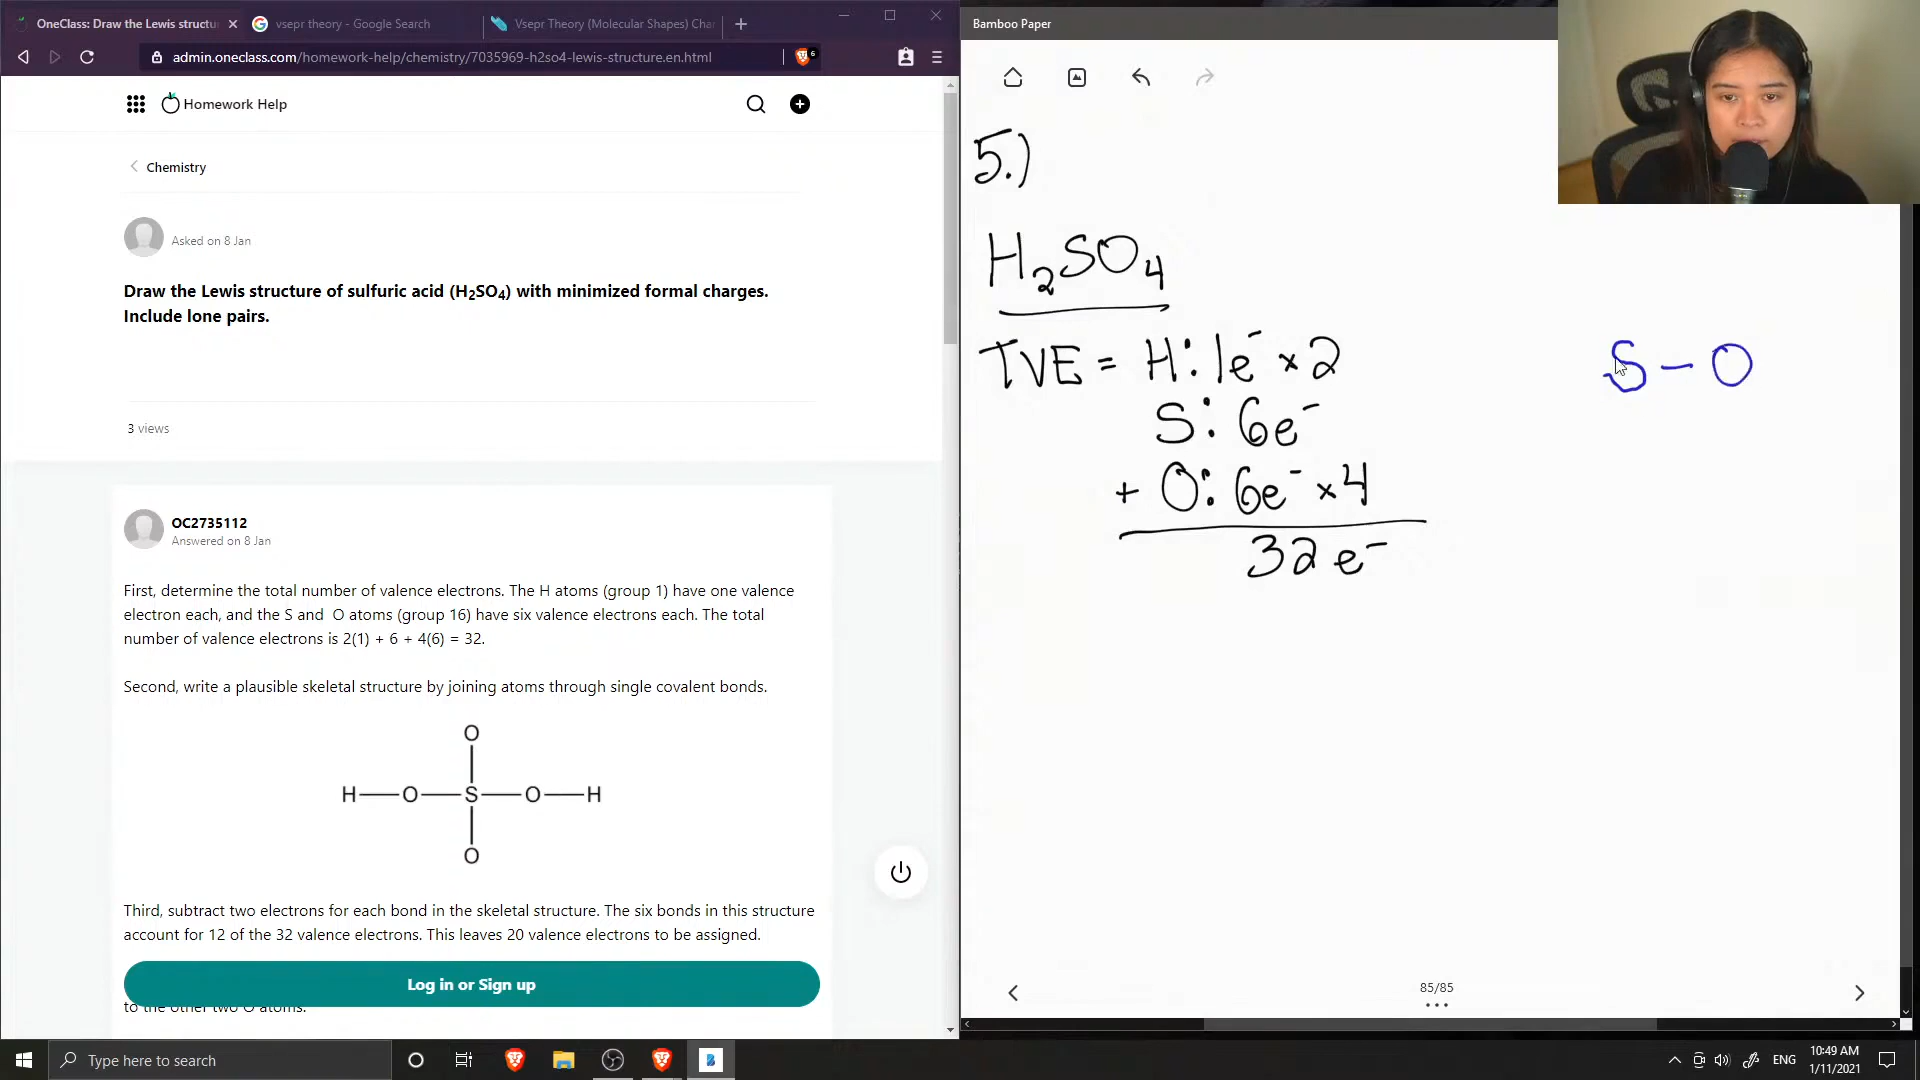 OneClass: Draw the Lewis structu
vsepr theory - Google Search
Vsepr Theory (Molecular Shapes) Cha
admin.oneclass.com/homework-help/chemistry/7035969-h2so4-lewis-structure.en.html
6
Homework Help
Chemistry
Asked on 8 Jan
Draw the Lewis structure of sulfuric acid (H₂SO₄) with minimized formal charges.
Include lone pairs.
3 views
OC2735112
Answered on 8 Jan
First, determine the total number of valence electrons. The H atoms (group 1) have one valence
electron each, and the S and O atoms (group 16) have six valence electrons each. The total
number of valence electrons is 2(1) + 6 + 4(6) = 32.
Second, write a plausible skeletal structure by joining atoms through single covalent bonds.
O
H—O—S—O—H
O
Third, subtract two electrons for each bond in the skeletal structure. The six bonds in this structure
account for 12 of the 32 valence electrons. This leaves 20 valence electrons to be assigned.
Log in or Sign up
to the other two O atoms.
Bamboo Paper
5.)
H₂SO₄
TVE = H: 1e⁻ × 2
S: 6e⁻
+ O: 6e⁻ × 4
32 e⁻
S – O
85/85
Type here to search
ENG
10:49 AM
1/11/2021